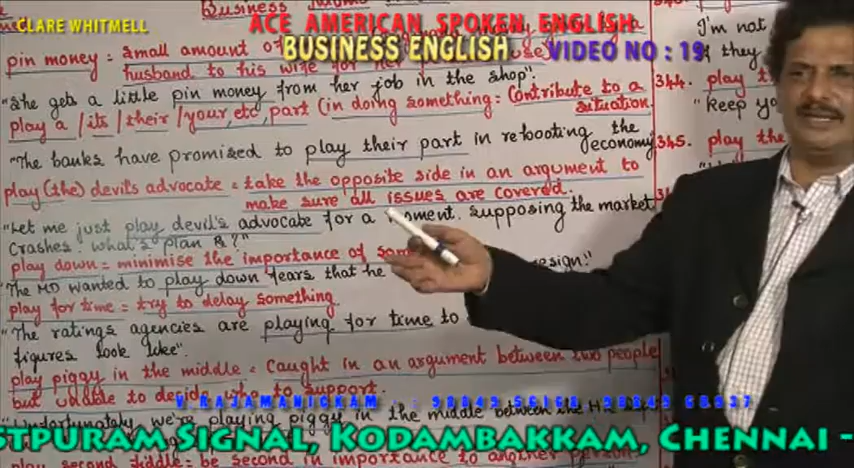 Business
CLARE WHITMELL
ACE AMERICAN SPOKEN ENGLISH
BUSINESS ENGLISH
VIDEO NO : 19
pin money = small amount of
husband to his wife for her
"She gets a little pin money from her job in the shop".
play a / its / their / your, etc, part (in doing something) = Contribute to a
situation
"The banks have promised to play their part in rebooting the
economy
play (the) devil's advocate = take the opposite side in an argument to
make sure all issues are covered.
"Let me just play devil's advocate for a moment. Supposing the market
Crashes. what's plan B?"
play down = minimise the importance of
"The MD wanted to play down fears that he
play for time = try to delay something
"The ratings agencies are playing for time to
figures look like".
play piggy in the middle = caught in an argument between two people
but unable to decide who to support.
"Unfortunately we're playing piggy in the middle between the HR
play second fiddle = be second in importance to another person
I'm not
if they
344. play
"keep yo
345. play the
V.RAJAMANICKAM - : 98849
STPURAM SIGNAL, KODAMBAKKAM, CHENNAI -